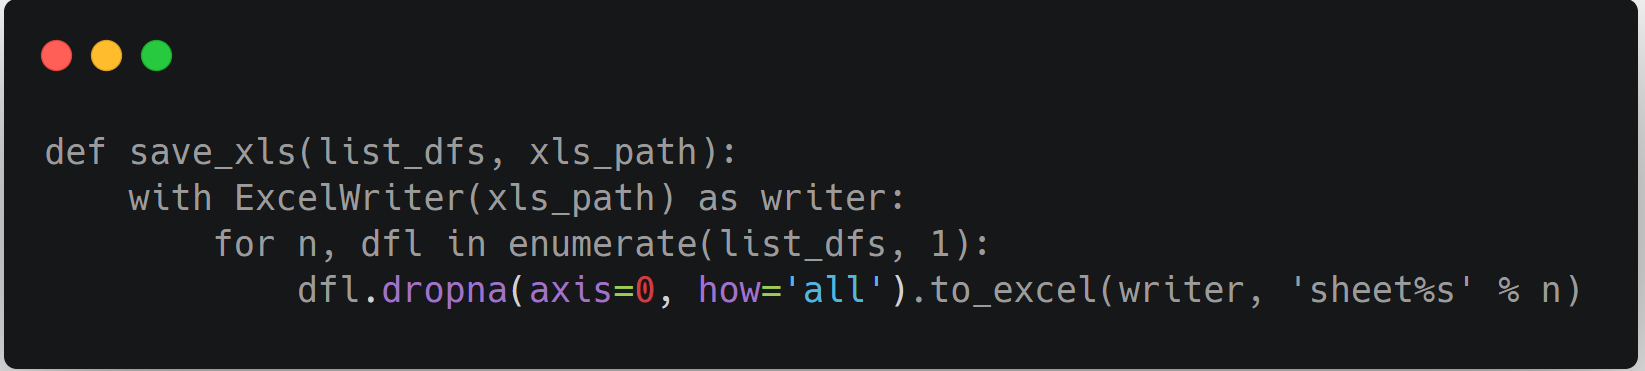 def save_xls(list_dfs, xls_path):
    with ExcelWriter(xls_path) as writer:
        for n, dfl in enumerate(list_dfs, 1):
            dfl.dropna(axis=0, how='all').to_excel(writer, 'sheet%s' % n)